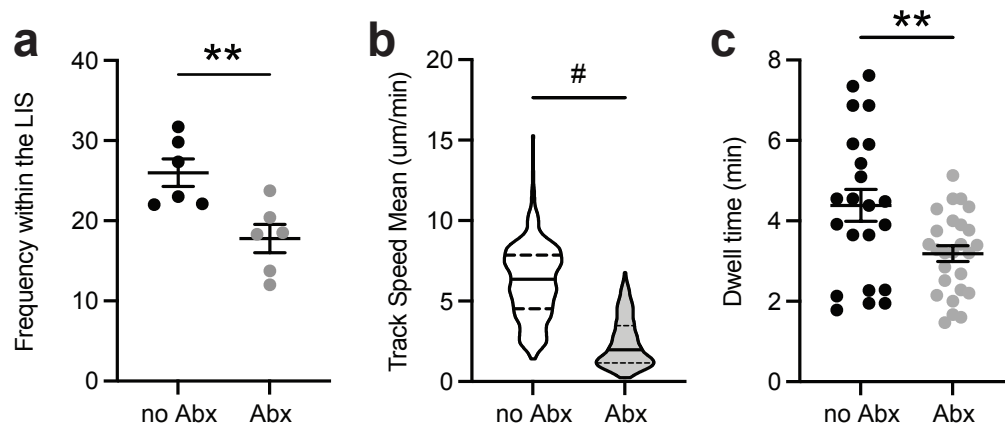 a
**
Frequency within the LIS
40
30
20
10
0
no Abx
Abx
b
#
Track Speed Mean (um/min)
20
15
10
5
0
no Abx
Abx
c
**
Dwell time (min)
8
6
4
2
0
no Abx
Abx